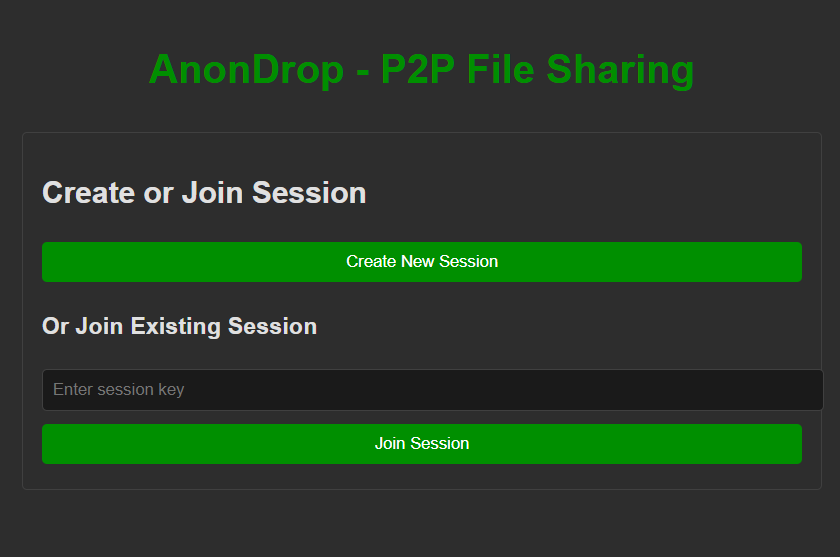 AnonDrop - P2P File Sharing
Create or Join Session
Create New Session
Or Join Existing Session
Enter session key
Join Session